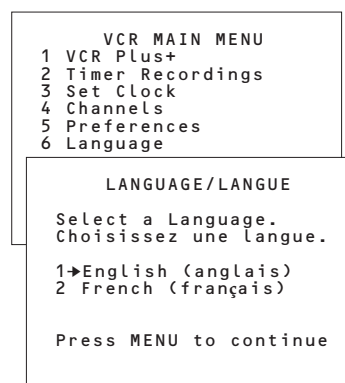 VCR MAIN MENU
1 VCR Plus+
2 Timer Recordings
3 Set Clock
4 Channels
5 Preferences
6 Language
LANGUAGE/LANGUE
Select a Language.
Choisissez une langue.
1➔English (anglais)
2 French (français)
Press MENU to continue